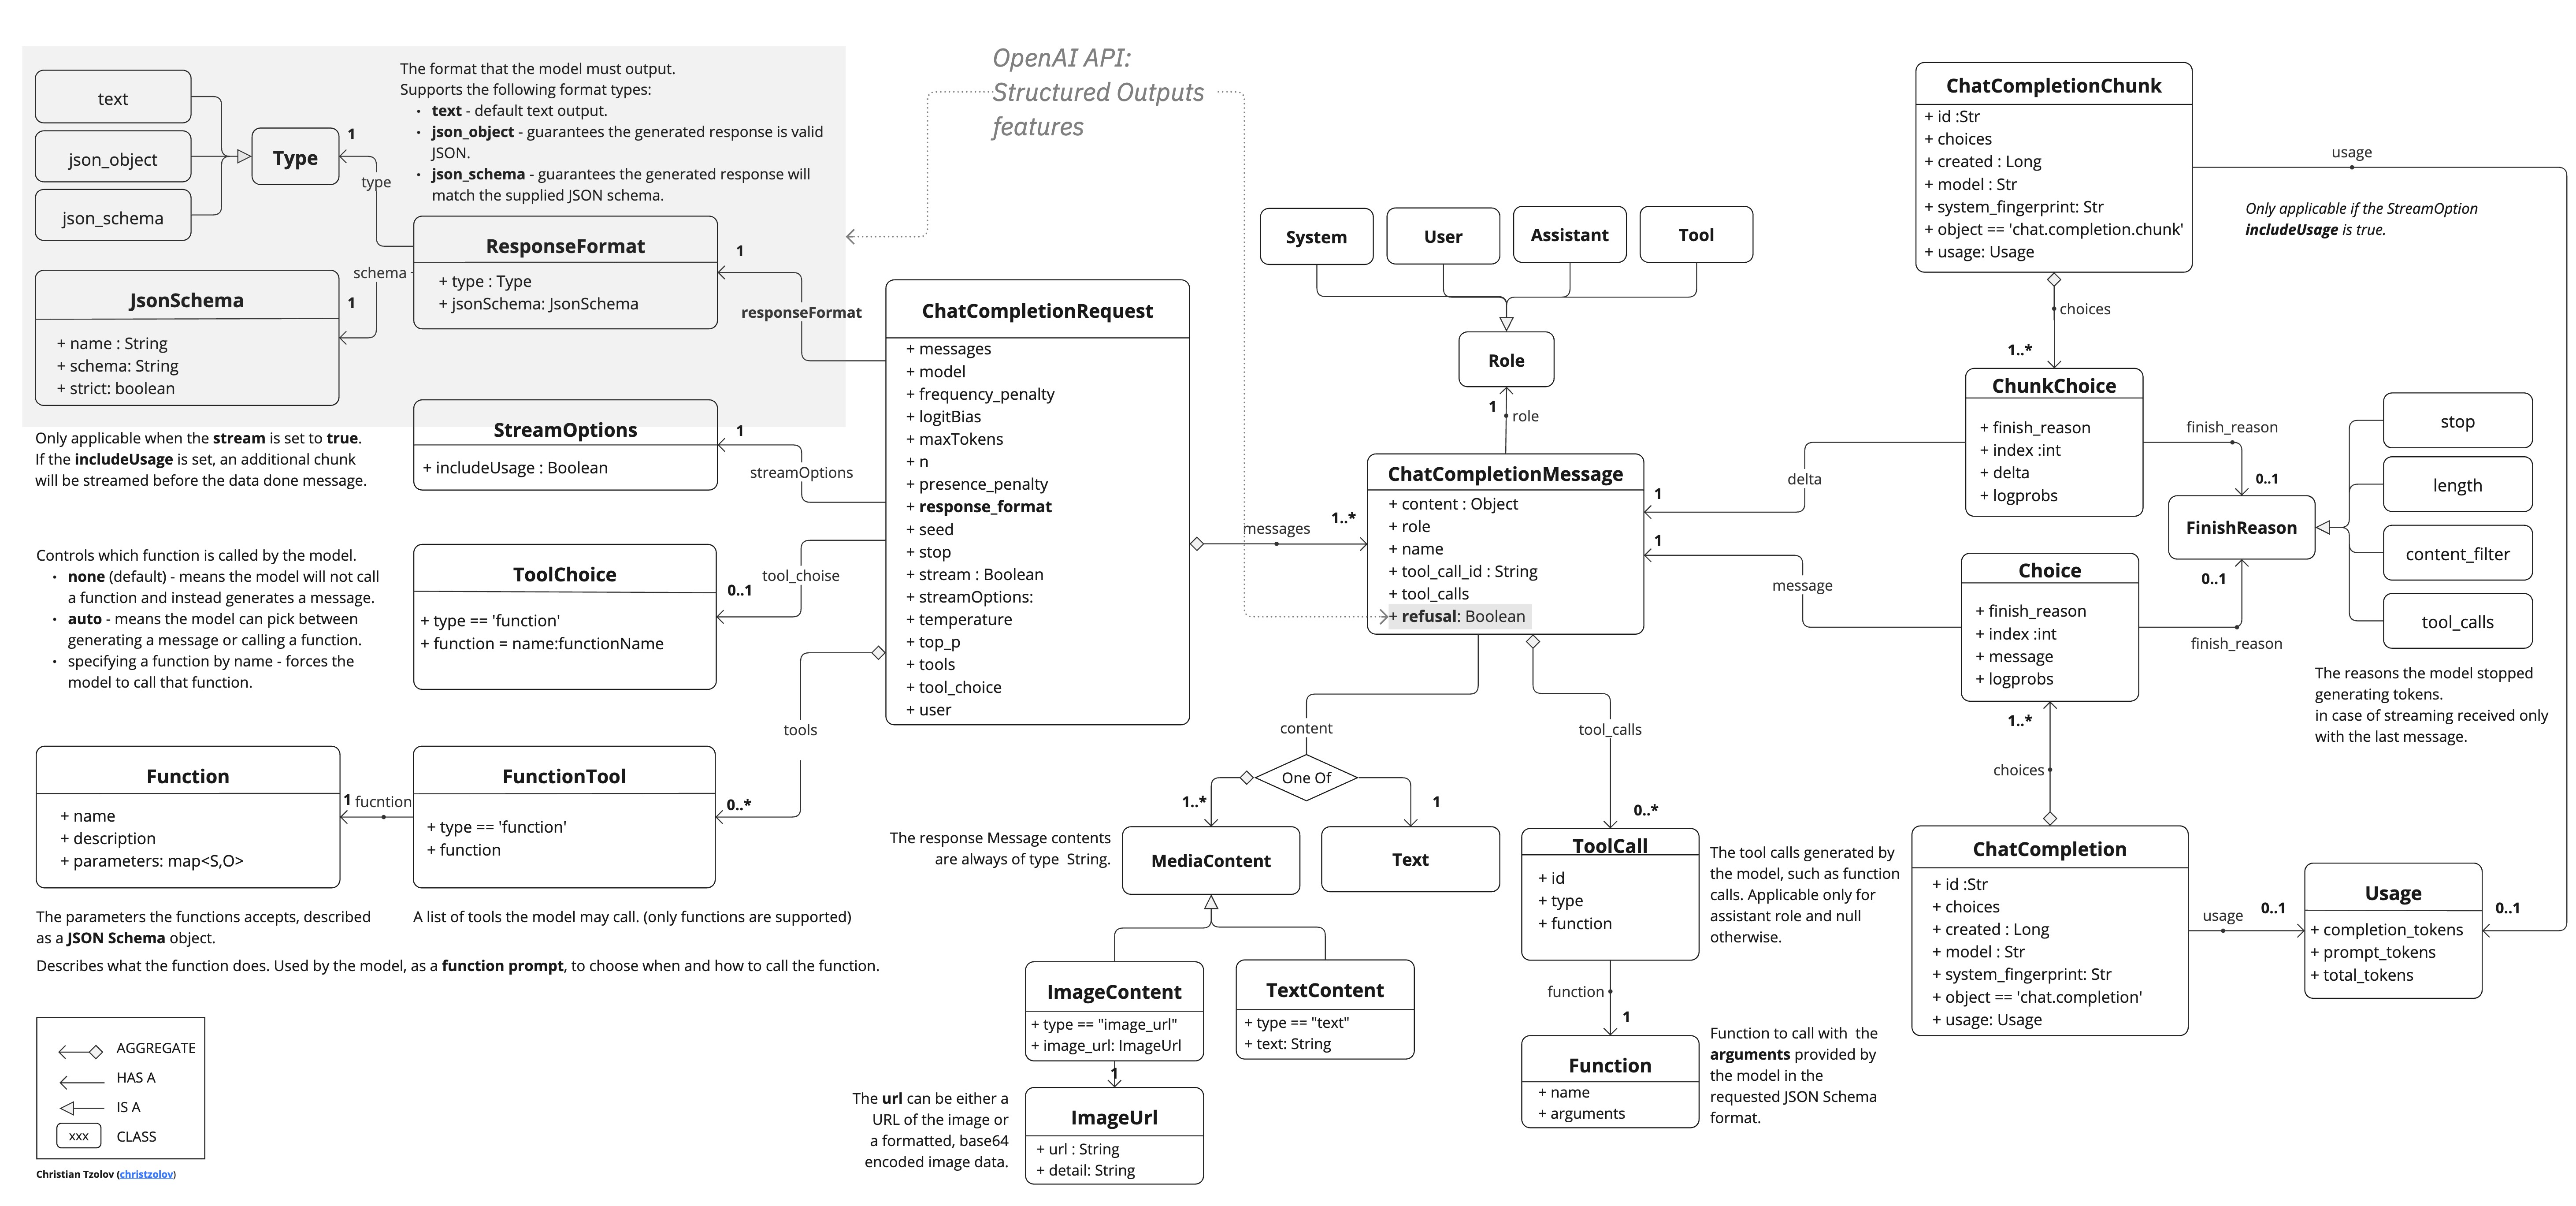 OpenAI API:
Structured Outputs
features
text
json_object
json_schema
Type
1
type
The format that the model must output.
Supports the following format types:
• text - default text output.
• json_object - guarantees the generated response is valid
JSON.
• json_schema - guarantees the generated response will
match the supplied JSON schema.
ResponseFormat
+ type : Type
+ jsonSchema: JsonSchema
1
responseFormat
schema
1
JsonSchema
+ name : String
+ schema: String
+ strict: boolean
Only applicable when the stream is set to true.
If the includeUsage is set, an additional chunk
will be streamed before the data done message.
StreamOptions
+ includeUsage : Boolean
1
streamOptions
Controls which function is called by the model.
• none (default) - means the model will not call
a function and instead generates a message.
• auto - means the model can pick between
generating a message or calling a function.
• specifying a function by name - forces the
model to call that function.
ToolChoice
+ type == 'function'
+ function = name:functionName
tool_choise
0..1
tools
0..*
Function
+ name
+ description
+ parameters: map<S,O>
1 fucntion
FunctionTool
+ type == 'function'
+ function
The parameters the functions accepts, described
as a JSON Schema object.
A list of tools the model may call. (only functions are supported)
Describes what the function does. Used by the model, as a function prompt, to choose when and how to call the function.
AGGREGATE
HAS A
IS A
xxx CLASS
Christian Tzolov (christzolov)
ChatCompletionRequest
+ messages
+ model
+ frequency_penalty
+ logitBias
+ maxTokens
+ n
+ presence_penalty
+ response_format
+ seed
+ stop
+ stream : Boolean
+ streamOptions:
+ temperature
+ top_p
+ tools
+ tool_choice
+ user
messages
1..*
System
User
Assistant
Tool
Role
1
role
ChatCompletionMessage
+ content : Object
+ role
+ name
+ tool_call_id : String
+ tool_calls
+ refusal: Boolean
content
One Of
1..*
1
The response Message contents
are always of type String.
MediaContent
Text
ImageContent
+ type == "image_url"
+ image_url: ImageUrl
TextContent
+ type == "text"
+ text: String
1
The url can be either a
URL of the image or
a formatted, base64
encoded image data.
ImageUrl
+ url : String
+ detail: String
tool_calls
0..*
ToolCall
+ id
+ type
+ function
The tool calls generated by
the model, such as function
calls. Applicable only for
assistant role and null
otherwise.
function
1
Function
+ name
+ arguments
Function to call with the
arguments provided by
the model in the
requested JSON Schema
format.
ChatCompletionChunk
+ id :Str
+ choices
+ created : Long
+ model : Str
+ system_fingerprint: Str
+ object == 'chat.completion.chunk'
+ usage: Usage
usage
Only applicable if the StreamOption
includeUsage is true.
choices
1..*
ChunkChoice
+ finish_reason
+ index :int
+ delta
+ logprobs
delta
1
finish_reason
0..1
FinishReason
stop
length
content_filter
tool_calls
The reasons the model stopped
generating tokens.
in case of streaming received only
with the last message.
1
message
Choice
+ finish_reason
+ index :int
+ message
+ logprobs
0..1
finish_reason
1..*
choices
ChatCompletion
+ id :Str
+ choices
+ created : Long
+ model : Str
+ system_fingerprint: Str
+ object == 'chat.completion'
+ usage: Usage
usage
0..1
Usage
+ completion_tokens
+ prompt_tokens
+ total_tokens
0..1